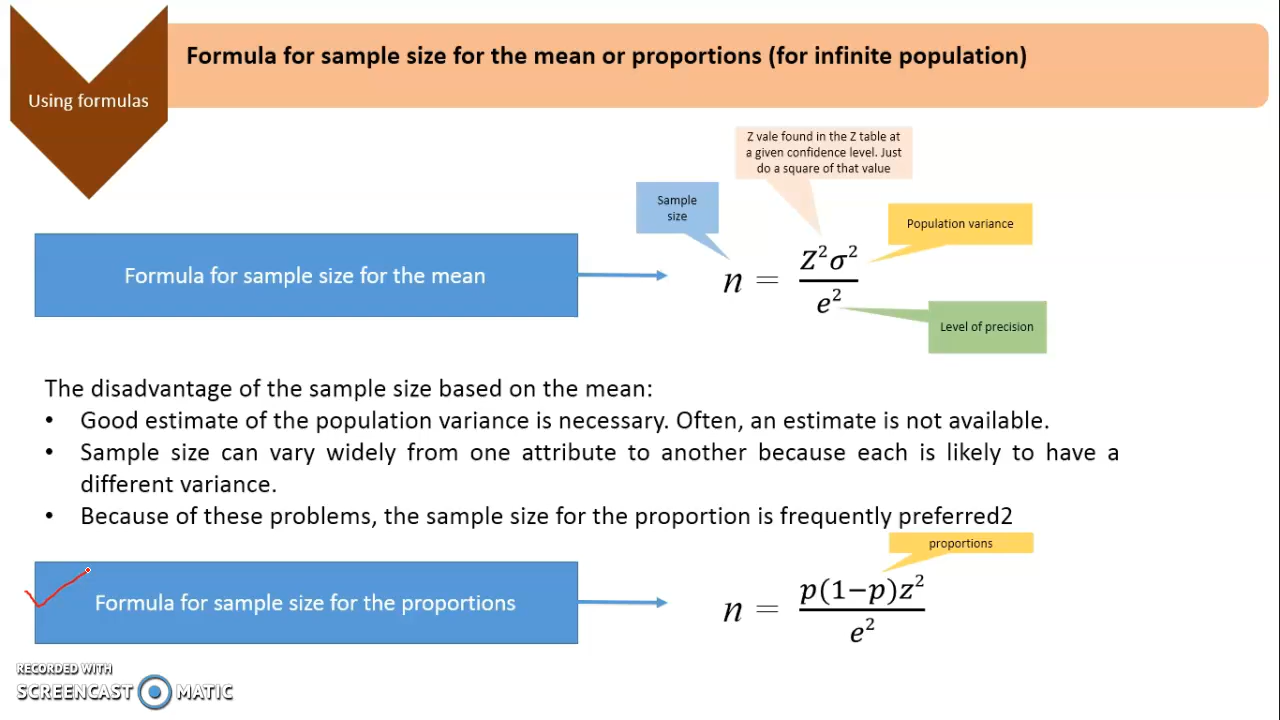 Formula for sample size for the mean or proportions (for infinite population)
Using formulas
Z vale found in the Z table at
a given confidence level. Just
do a square of that value
Sample
size
Population variance
Formula for sample size for the mean
n = Z²σ² / e²
Level of precision
The disadvantage of the sample size based on the mean:
• Good estimate of the population variance is necessary. Often, an estimate is not available.
• Sample size can vary widely from one attribute to another because each is likely to have a
different variance.
• Because of these problems, the sample size for the proportion is frequently preferred2
proportions
Formula for sample size for the proportions
n = p(1−p)z² / e²
RECORDED WITH
SCREENCAST MATIC